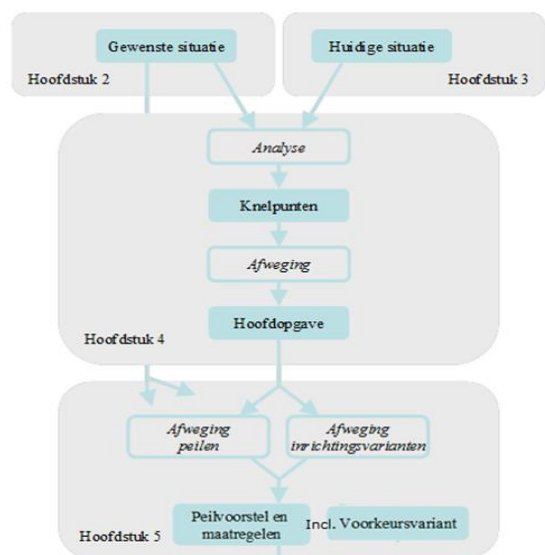 Gewenste situatie
Huidige situatie
Hoofdstuk 2
Hoofdstuk 3
Analyse
Knelpunten
Afweging
Hoofdopgave
Hoofdstuk 4
Afweging
peilen
Afweging
inrichtingsvarianten
Peilvoorstel en
maatregelen
Incl. Voorkeursvariant
Hoofdstuk 5